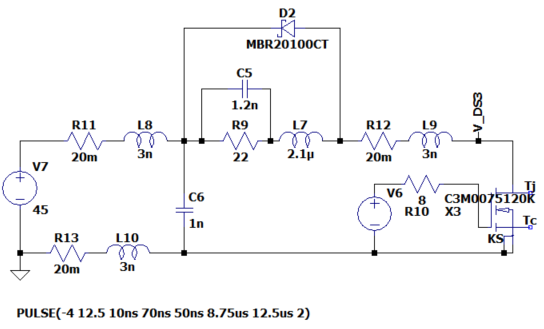 D2
MBR20100CT
C5
1.2n
R11
L8
R9
L7
R12
L9
V_DS3
20m
3n
22
2.1µ
20m
3n
V7
45
C6
1n
V6
8
R10
C3M0075120K
X3
Tj
Tc
KS
R13
L10
20m
3n
PULSE(-4 12.5 10ns 70ns 50ns 8.75us 12.5us 2)